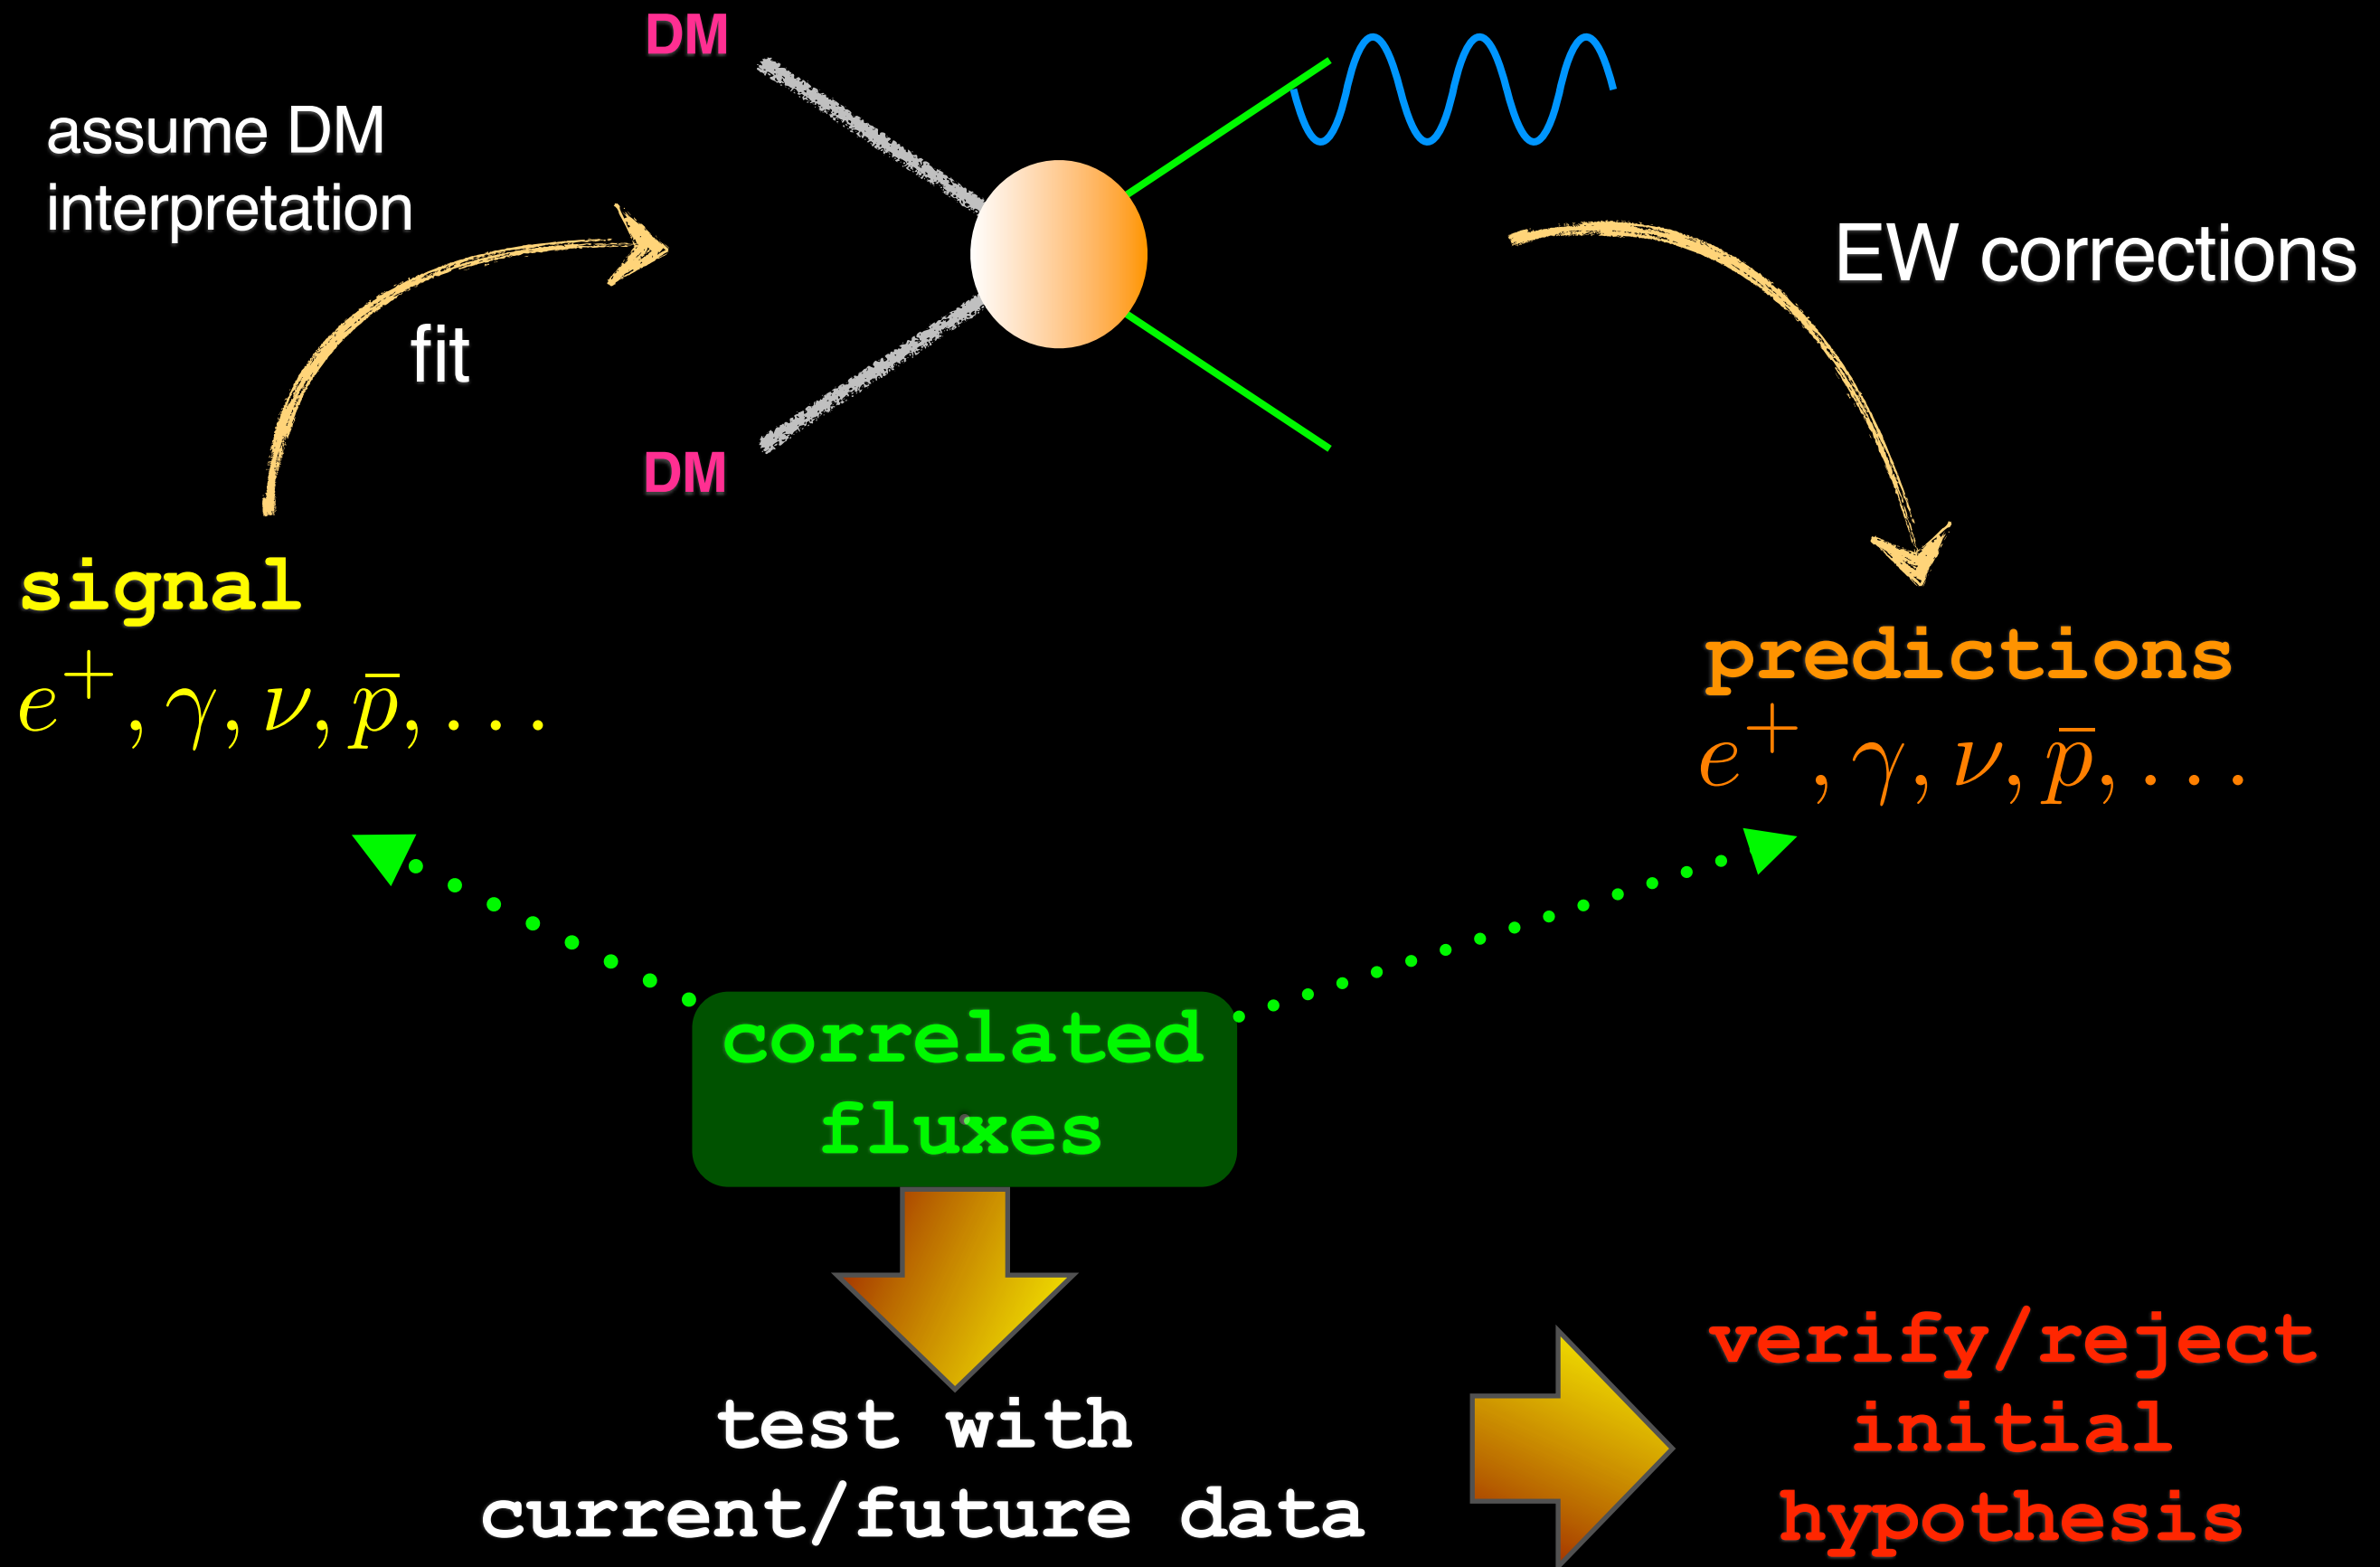 DM
assume DM
interpretation
EW corrections
fit
DM
signal
e⁺, γ, ν, p̄, . . .
predictions
e⁺, γ, ν, p̄, . . .
correlated
fluxes
test with
current/future data
verify/reject
initial
hypothesis